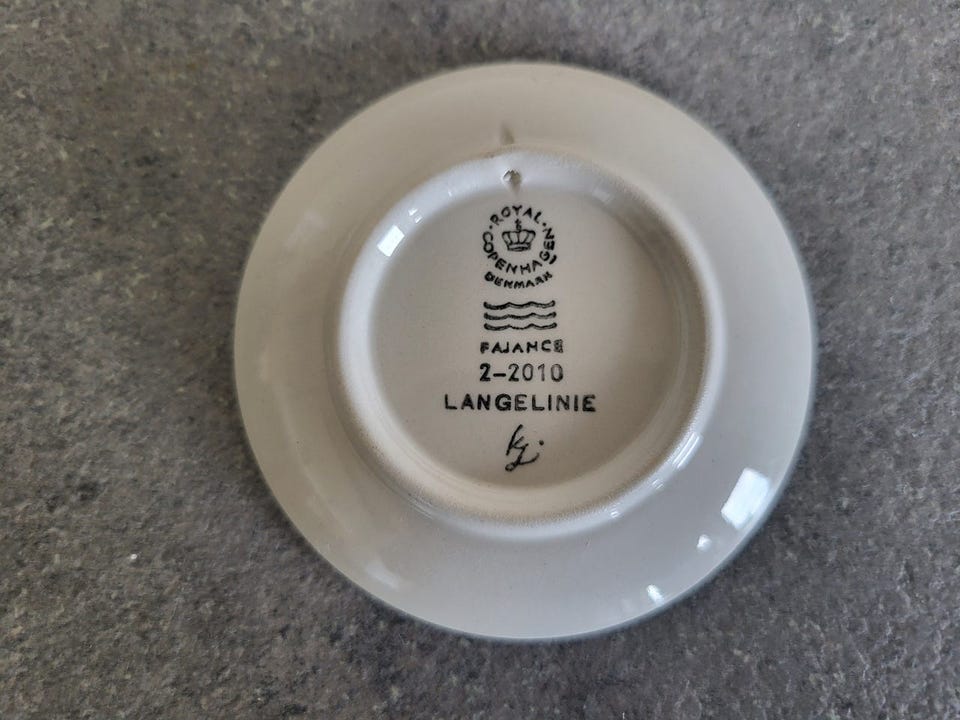 ROYAL
COPENHAGEN
DENMARK
FAJANCE
2-2010
LANGELINIE